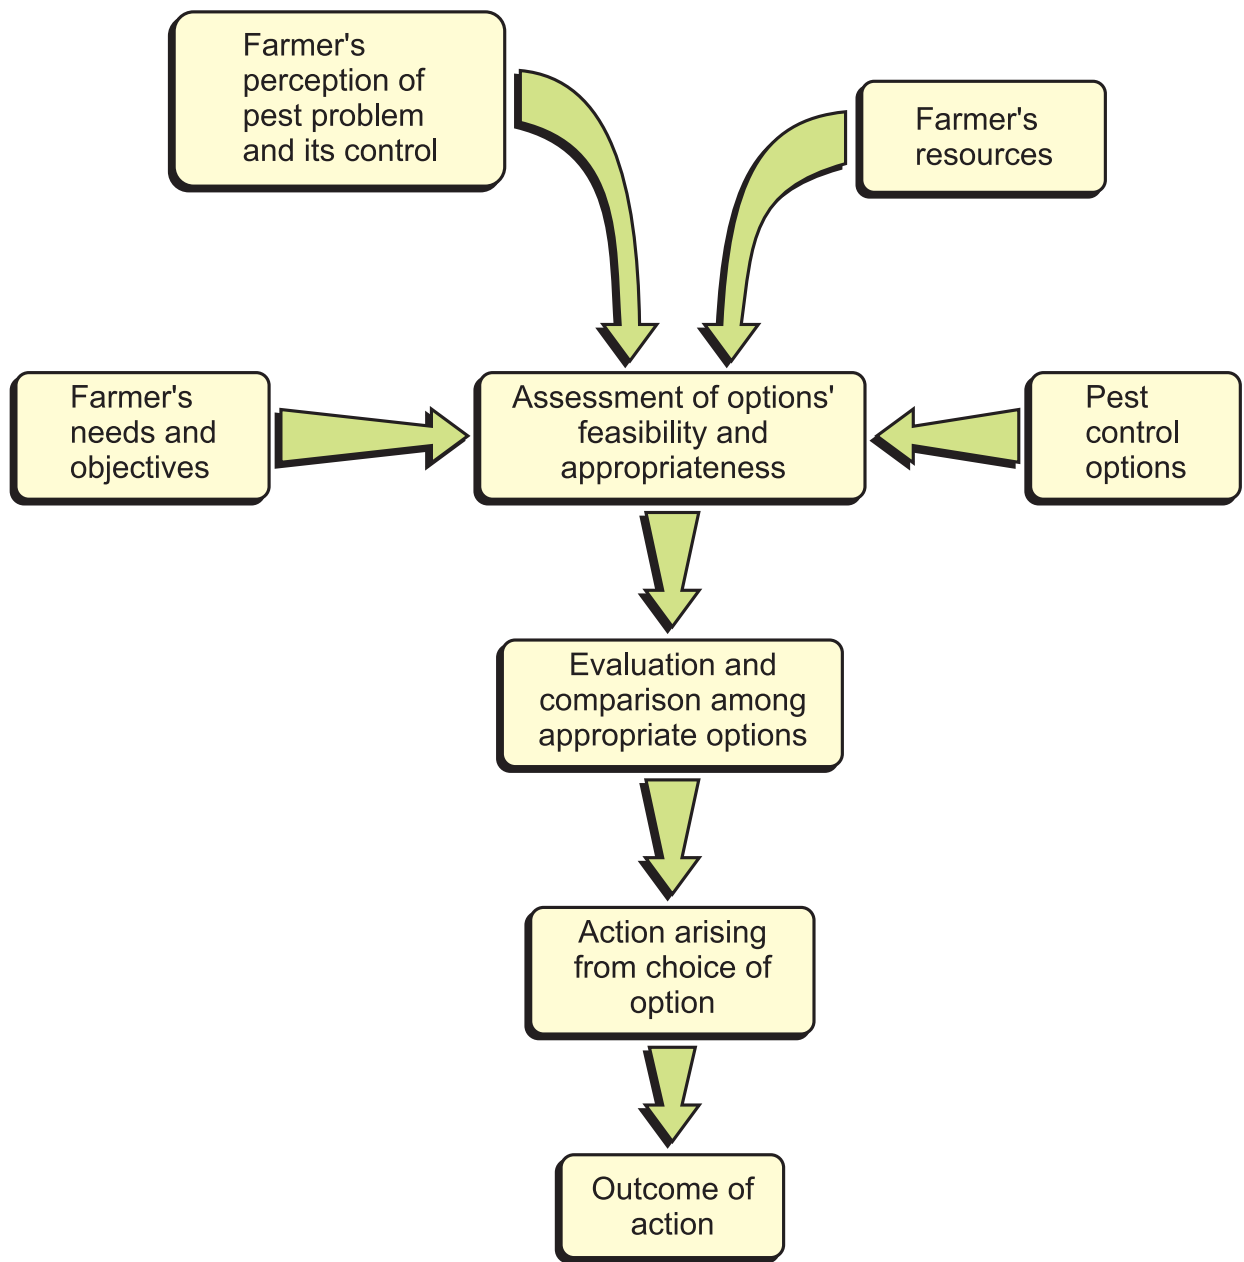 Farmer's
perception of
pest problem
and its control
Farmer's
resources
Farmer's
needs and
objectives
Assessment of options'
feasibility and
appropriateness
Pest
control
options
Evaluation and
comparison among
appropriate options
Action arising
from choice of
option
Outcome of
action